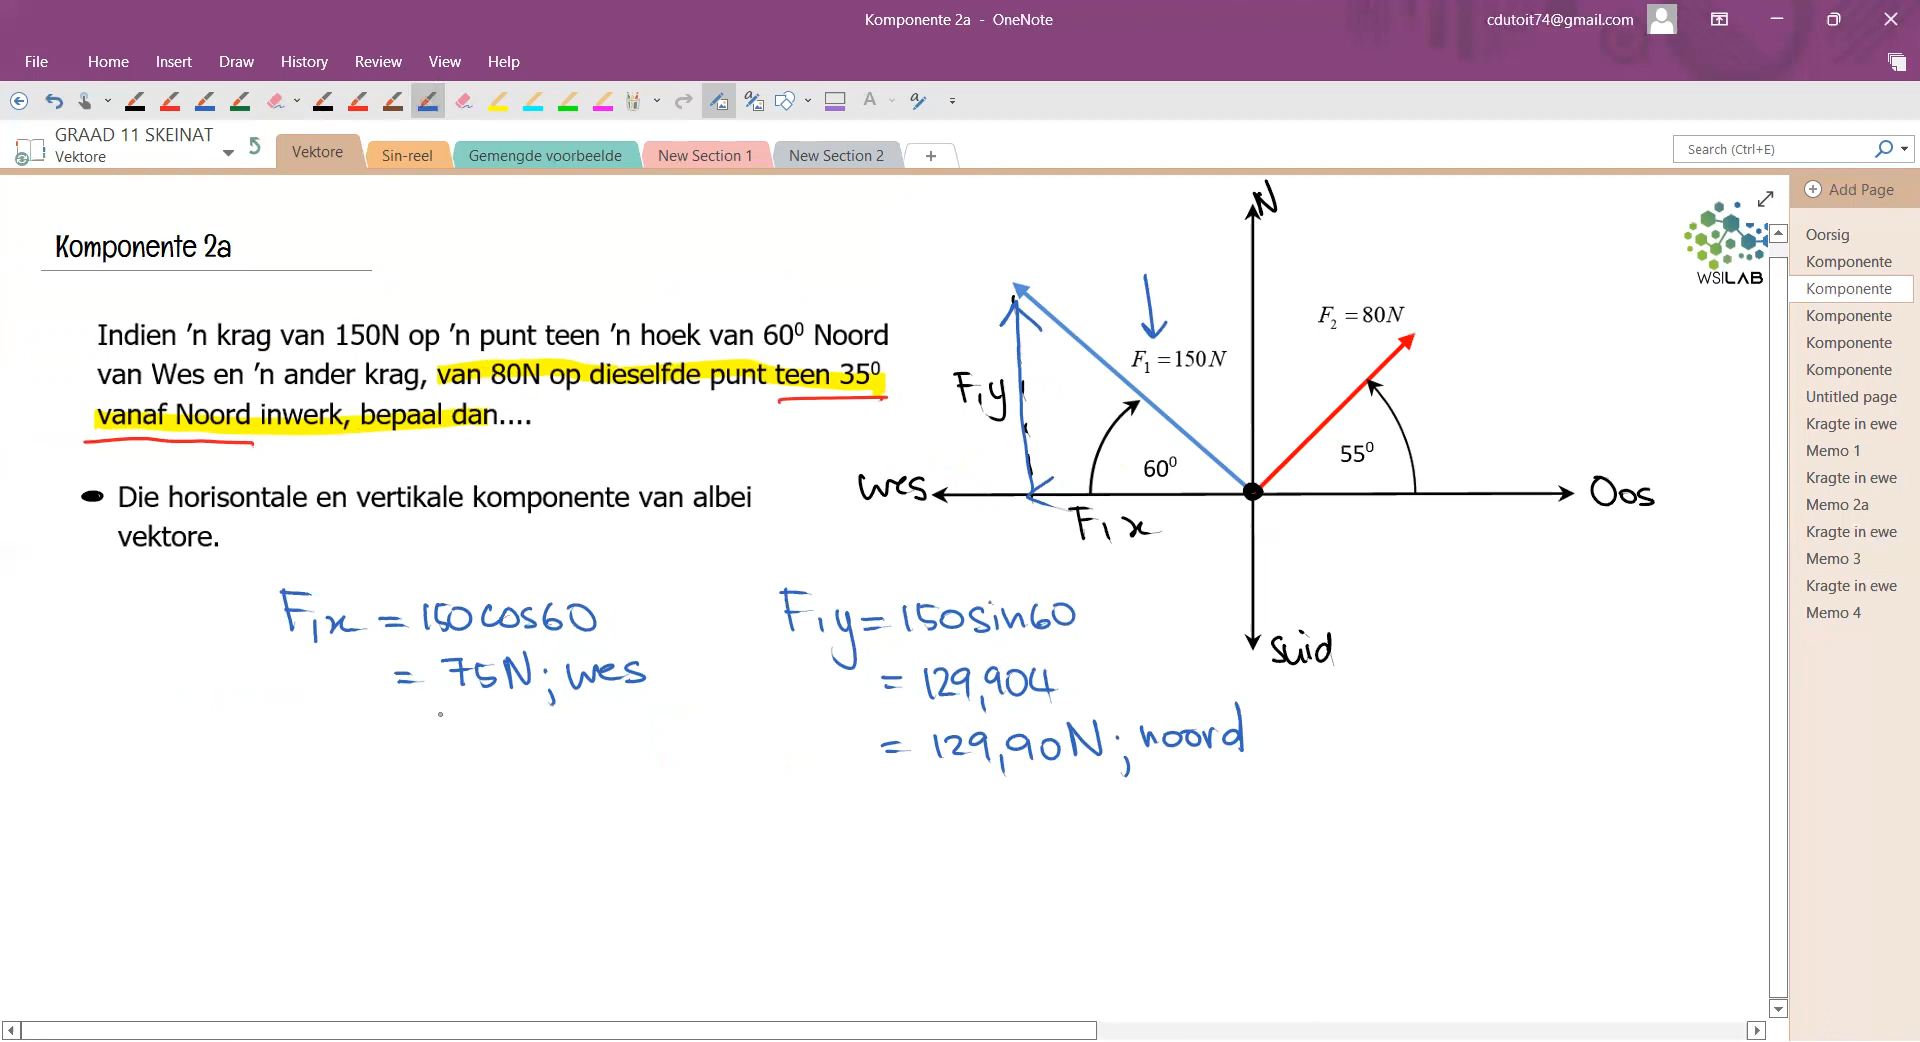 Komponente 2a - OneNote
cdutoit74@gmail.com
File Home Insert Draw History Review View Help
GRAAD 11 SKEINAT
Vektore
Vektore Sin-reel Gemengde voorbeelde New Section 1 New Section 2 +
Search (Ctrl+E)
Add Page
Oorsig
Komponente
Komponente
Komponente
Komponente
Komponente
Untitled page
Kragte in ewe
Memo 1
Kragte in ewe
Memo 2a
Kragte in ewe
Memo 3
Kragte in ewe
Memo 4
WSILAB
Komponente 2a
Indien ’n krag van 150N op ’n punt teen ’n hoek van 60⁰ Noord
van Wes en ’n ander krag, van 80N op dieselfde punt teen 35⁰
vanaf Noord inwerk, bepaal dan....
Die horisontale en vertikale komponente van albei
vektore.
N
F₂ = 80N
F₁ = 150N
F₁y
60⁰
55⁰
wes
Oos
F₁x
suid
F₁x = 150cos60
= 75N; wes
F₁y = 150sin60
= 129,904
= 129,90N; noord